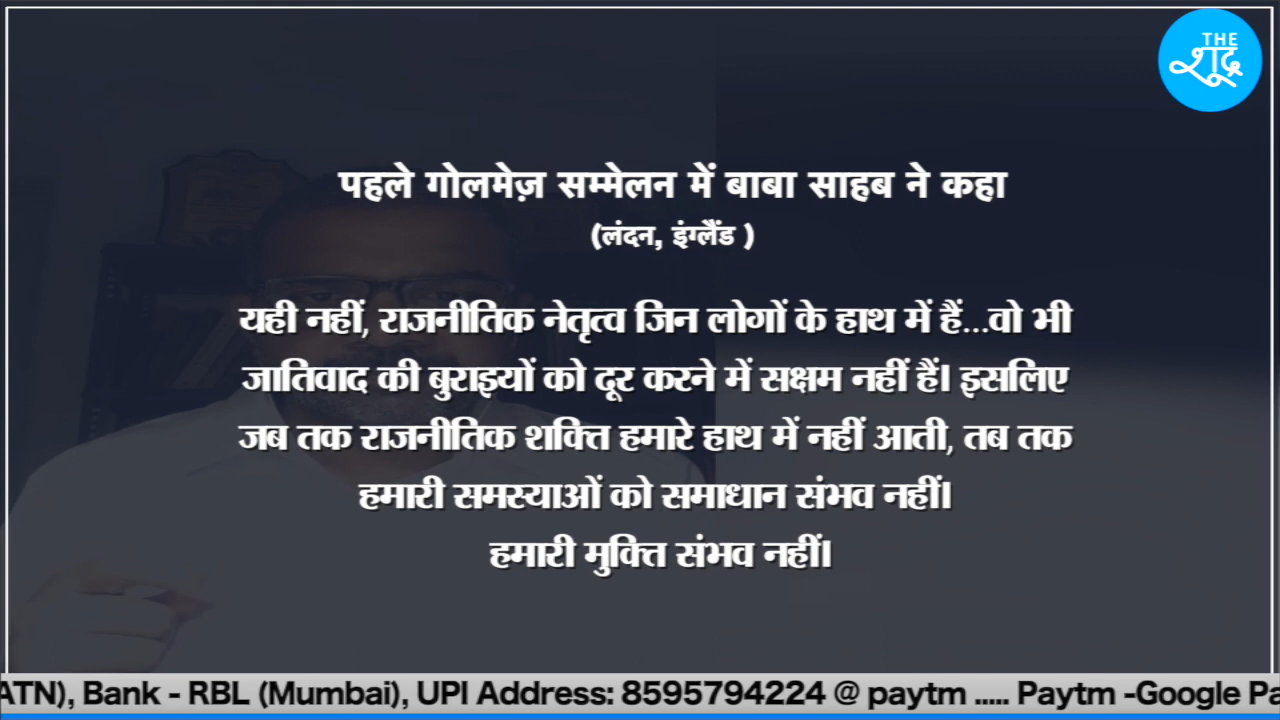 THE
शूद्र
पहले गोलमेज़ सम्मेलन में बाबा साहब ने कहा
(लंदन, इंग्लैंड )
यही नहीं, राजनीतिक नेतृत्व जिन लोगों के हाथ में हैं...वो भी
जातिवाद की बुराइयों को दूर करने में सक्षम नहीं हैं। इसलिए
जब तक राजनीतिक शक्ति हमारे हाथ में नहीं आती, तब तक
हमारी समस्याओं को समाधान संभव नहीं।
हमारी मुक्ति संभव नहीं।
ATN), Bank - RBL (Mumbai), UPI Address: 8595794224 @ paytm ..... Paytm -Google Pa